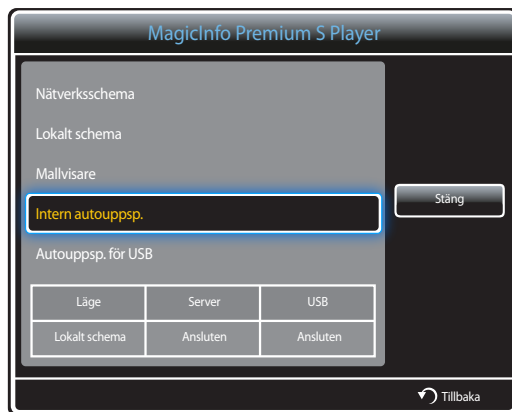 MagicInfo Premium S Player
Nätverksschema
Lokalt schema
Mallvisare
Intern autouppsp.
Stäng
Autouppsp. för USB
Läge Server USB
Lokalt schema Ansluten Ansluten
Tillbaka